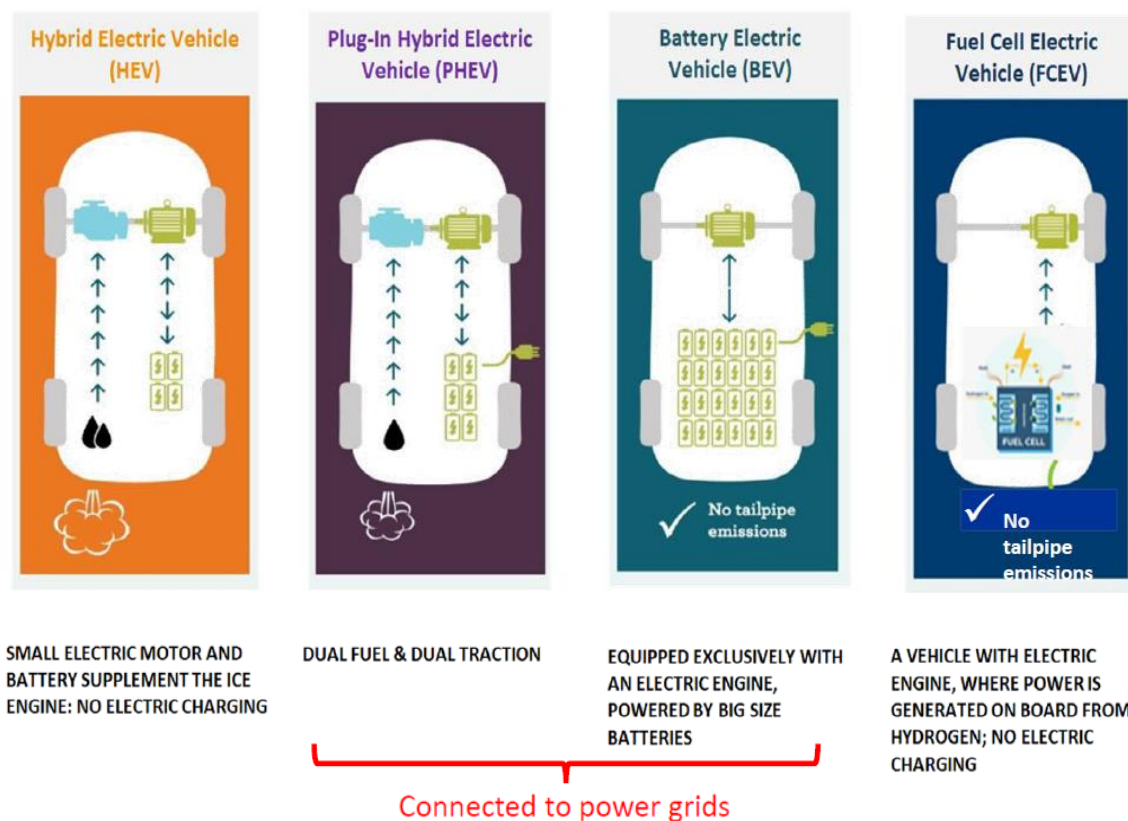 Hybrid Electric Vehicle
(HEV)
Plug-In Hybrid Electric
Vehicle (PHEV)
Battery Electric
Vehicle (BEV)
Fuel Cell Electric
Vehicle (FCEV)
No tailpipe
emissions
FUEL CELL
No
tailpipe
emissions
SMALL ELECTRIC MOTOR AND
BATTERY SUPPLEMENT THE ICE
ENGINE: NO ELECTRIC CHARGING
DUAL FUEL & DUAL TRACTION
EQUIPPED EXCLUSIVELY WITH
AN ELECTRIC ENGINE,
POWERED BY BIG SIZE
BATTERIES
A VEHICLE WITH ELECTRIC
ENGINE, WHERE POWER IS
GENERATED ON BOARD FROM
HYDROGEN; NO ELECTRIC
CHARGING
Connected to power grids